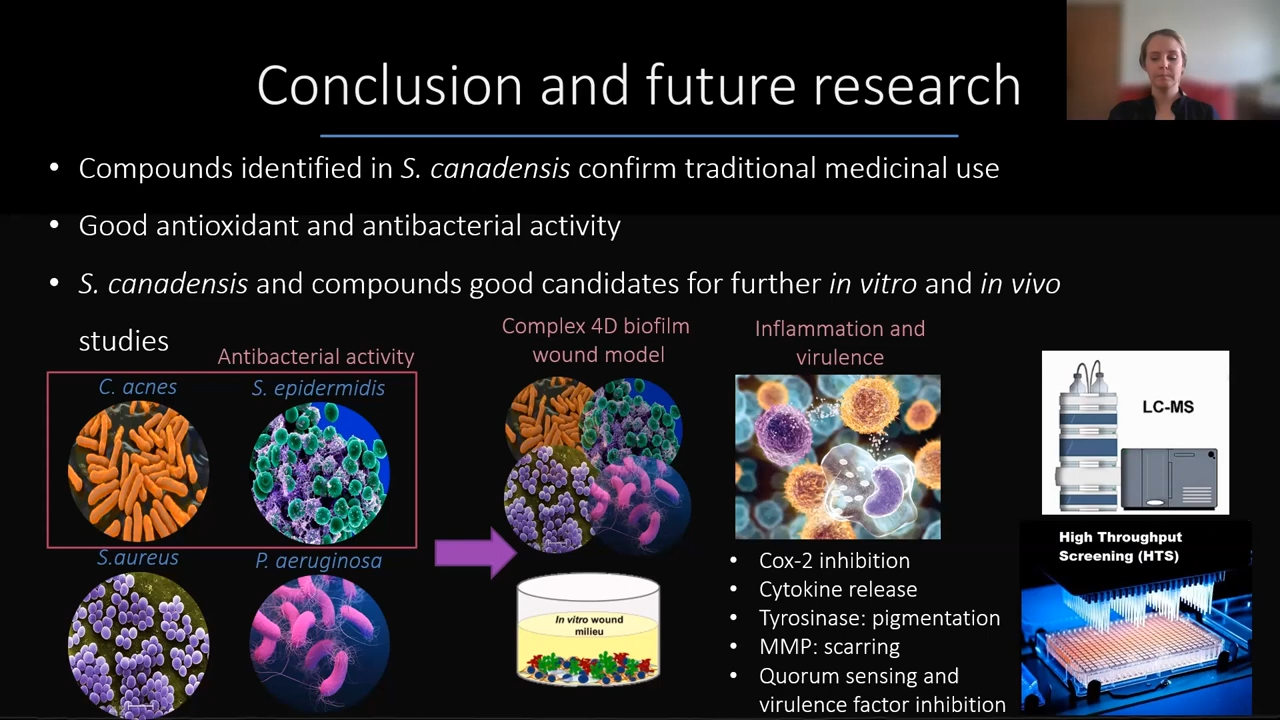 Conclusion and future research
• Compounds identified in S. canadensis confirm traditional medicinal use
• Good antioxidant and antibacterial activity
• S. canadensis and compounds good candidates for further in vitro and in vivo
studies
Antibacterial activity
C. acnes
S. epidermidis
S.aureus
P. aeruginosa
Complex 4D biofilm
wound model
In vitro wound
milieu
Inflammation and
virulence
• Cox-2 inhibition
• Cytokine release
• Tyrosinase: pigmentation
• MMP: scarring
• Quorum sensing and
virulence factor inhibition
LC-MS
High Throughput
Screening (HTS)